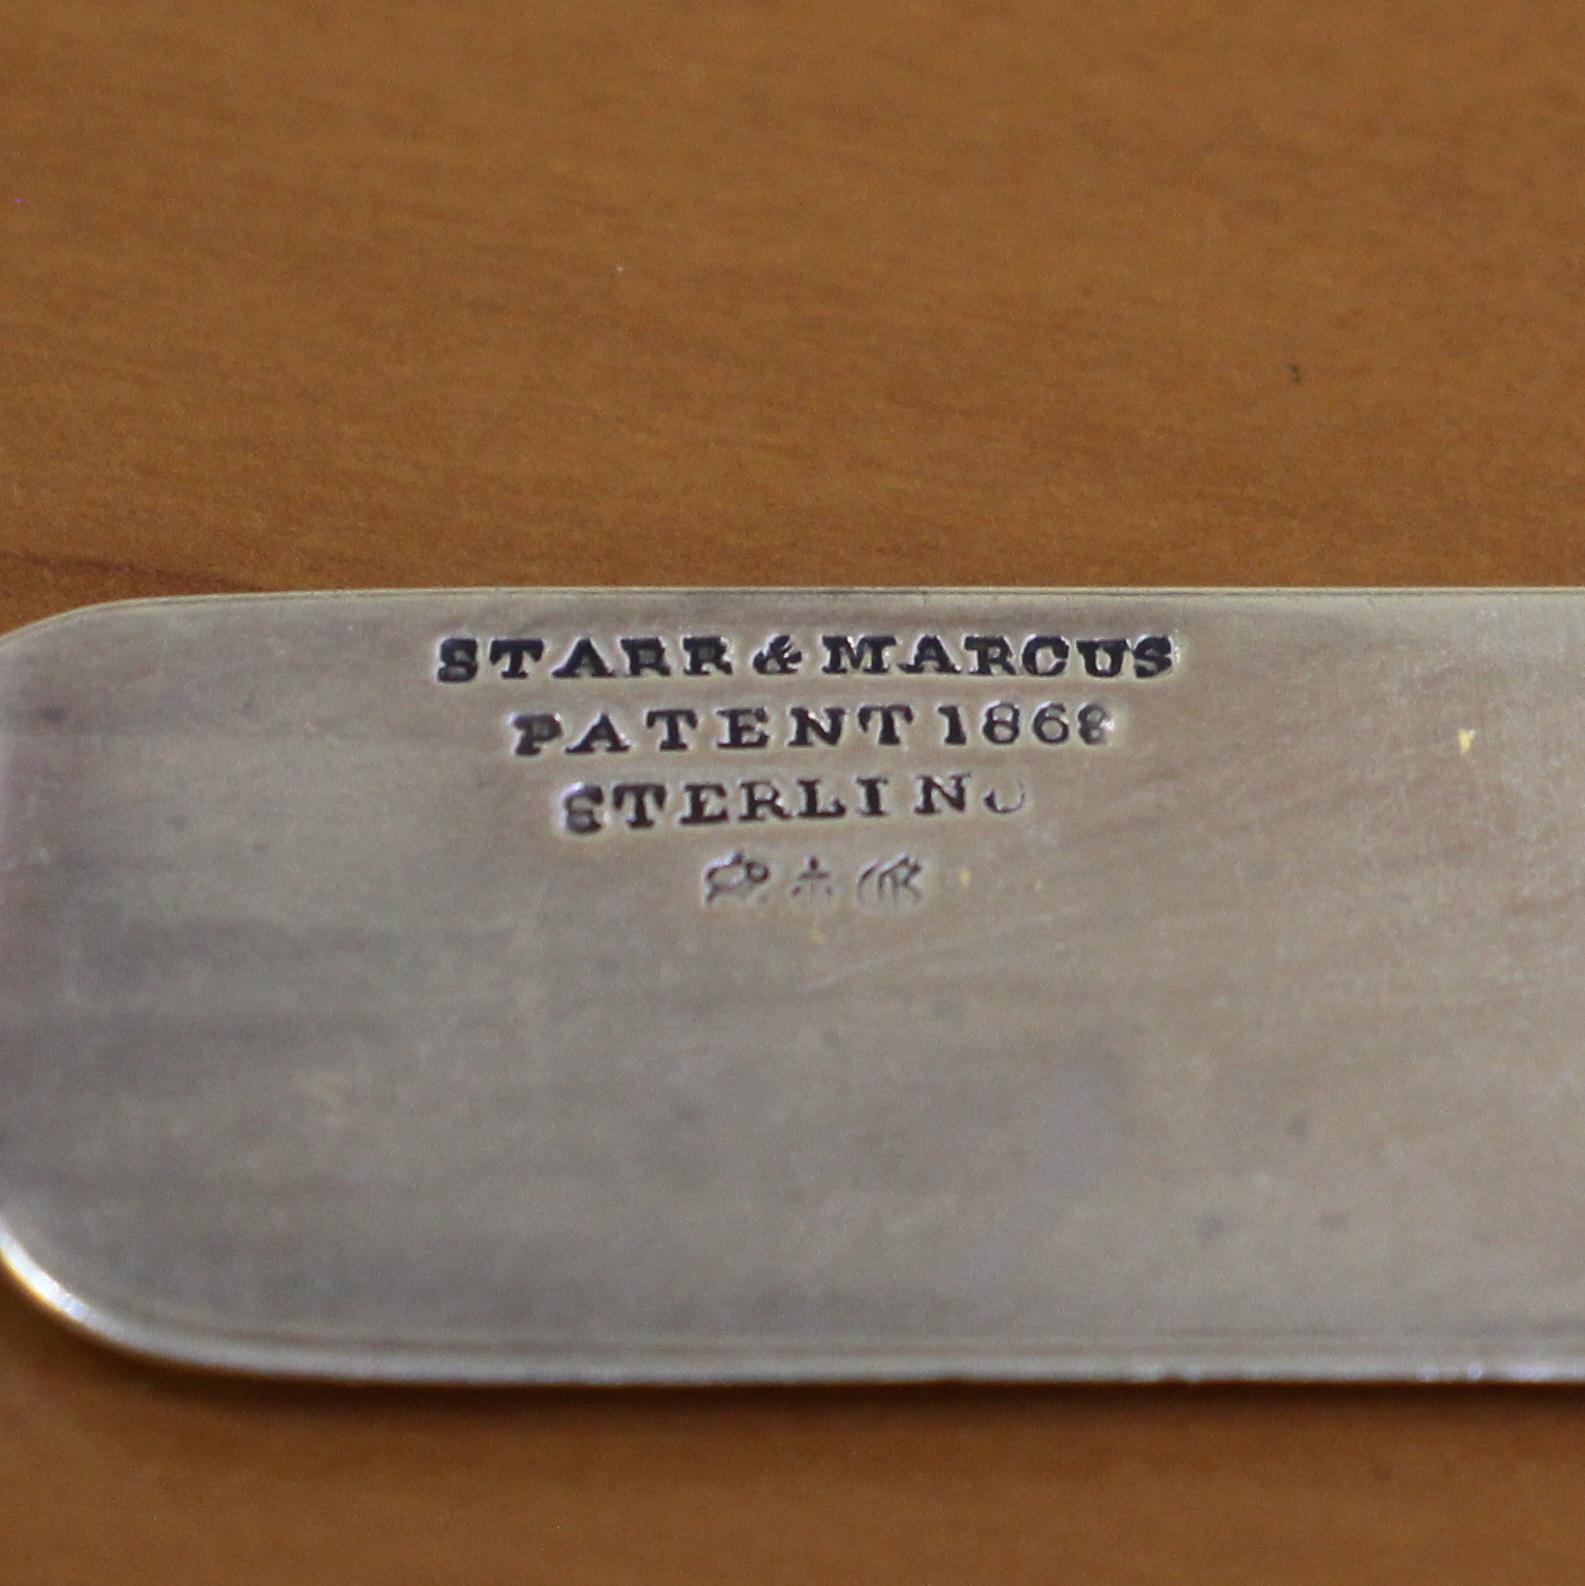 STARR & MARCUS
PATENT 1868
STERLING